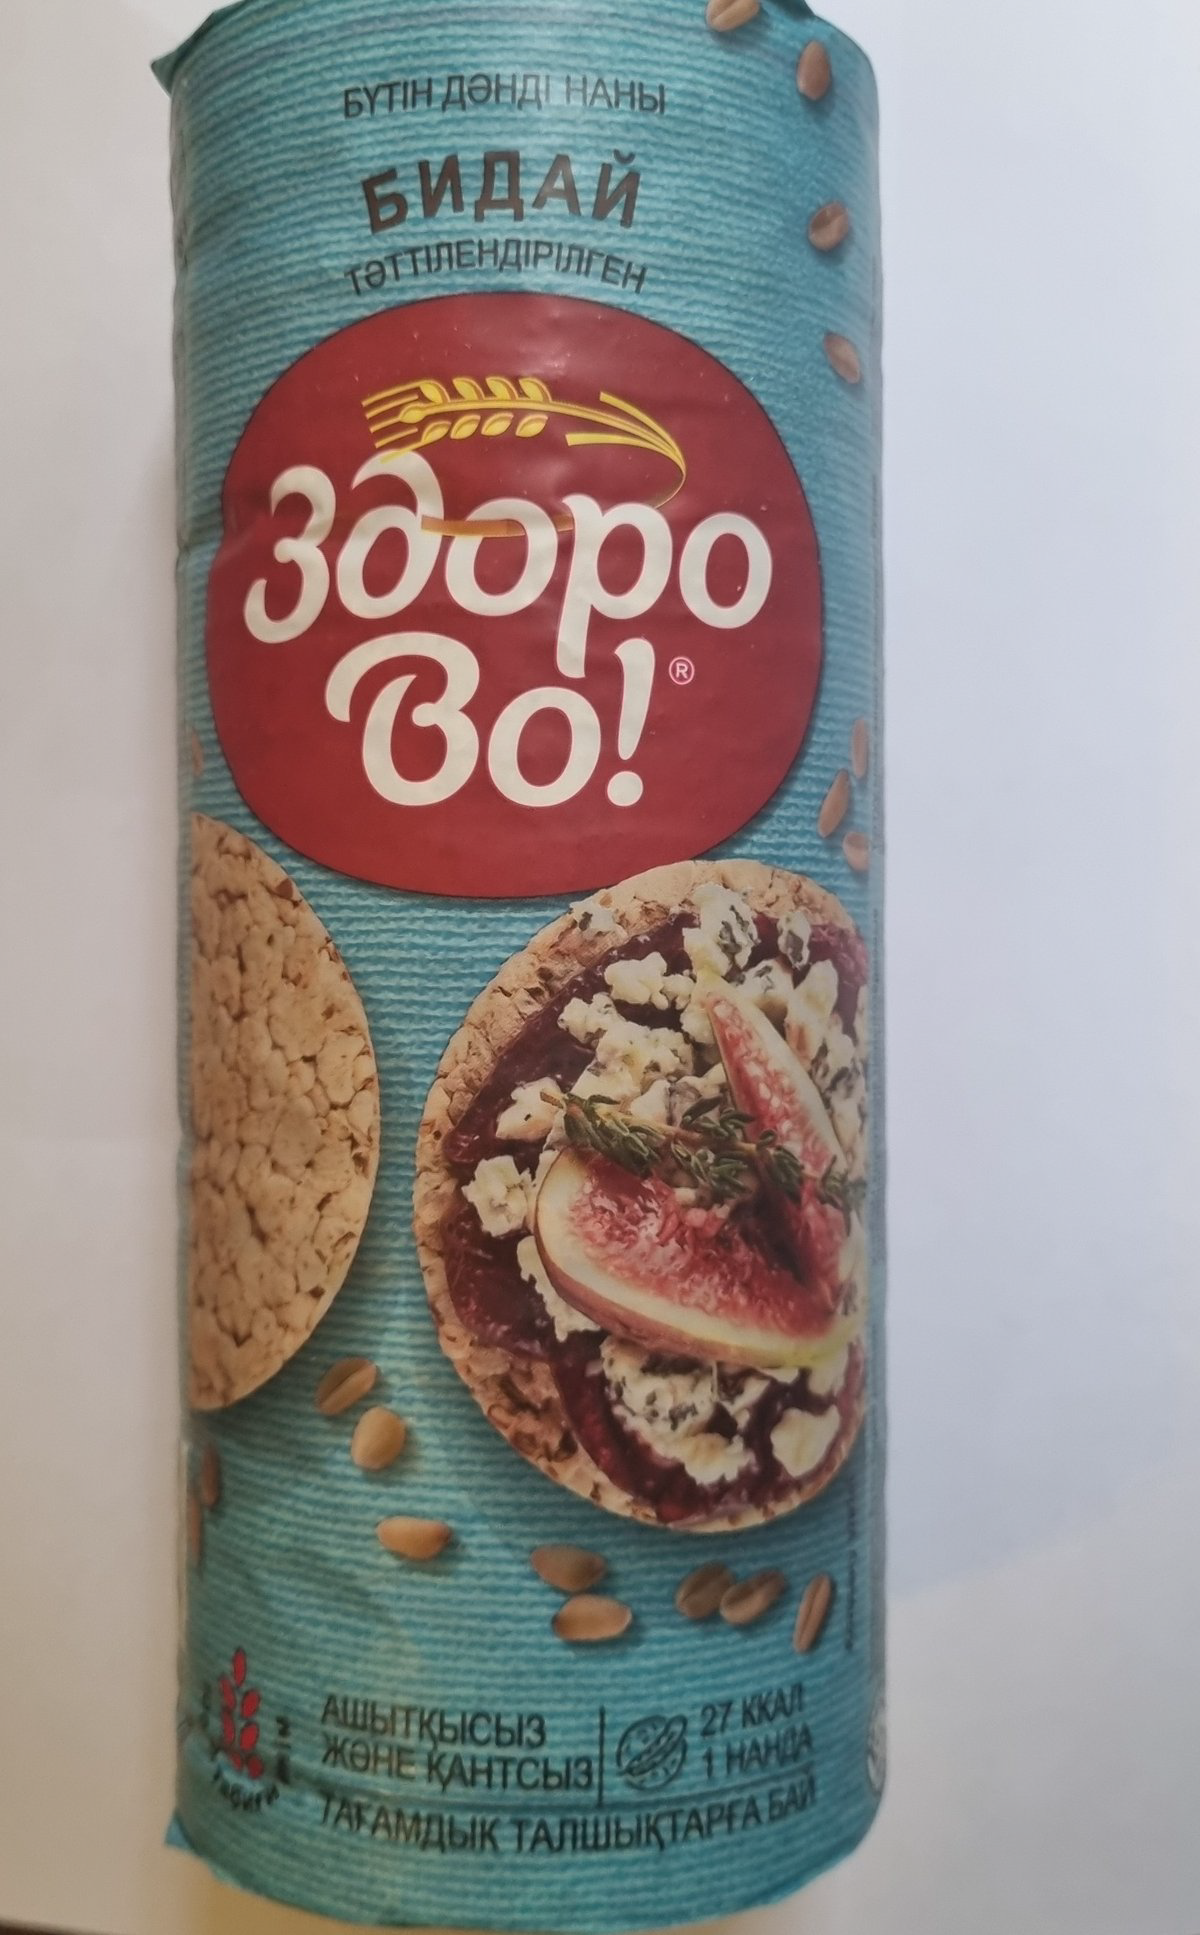 БҮТІН ДӘНДІ НАНЫ
БИДАЙ
ТӘТТІЛЕНДІРІЛГЕН
Здоро
Во!
®
АШЫТҚЫСЫЗ
ЖӘНЕ ҚАНТСЫЗ
27 ККАЛ
1 НАНДА
ТАҒАМДЫҚ ТАЛШЫҚТАРҒА БАЙ